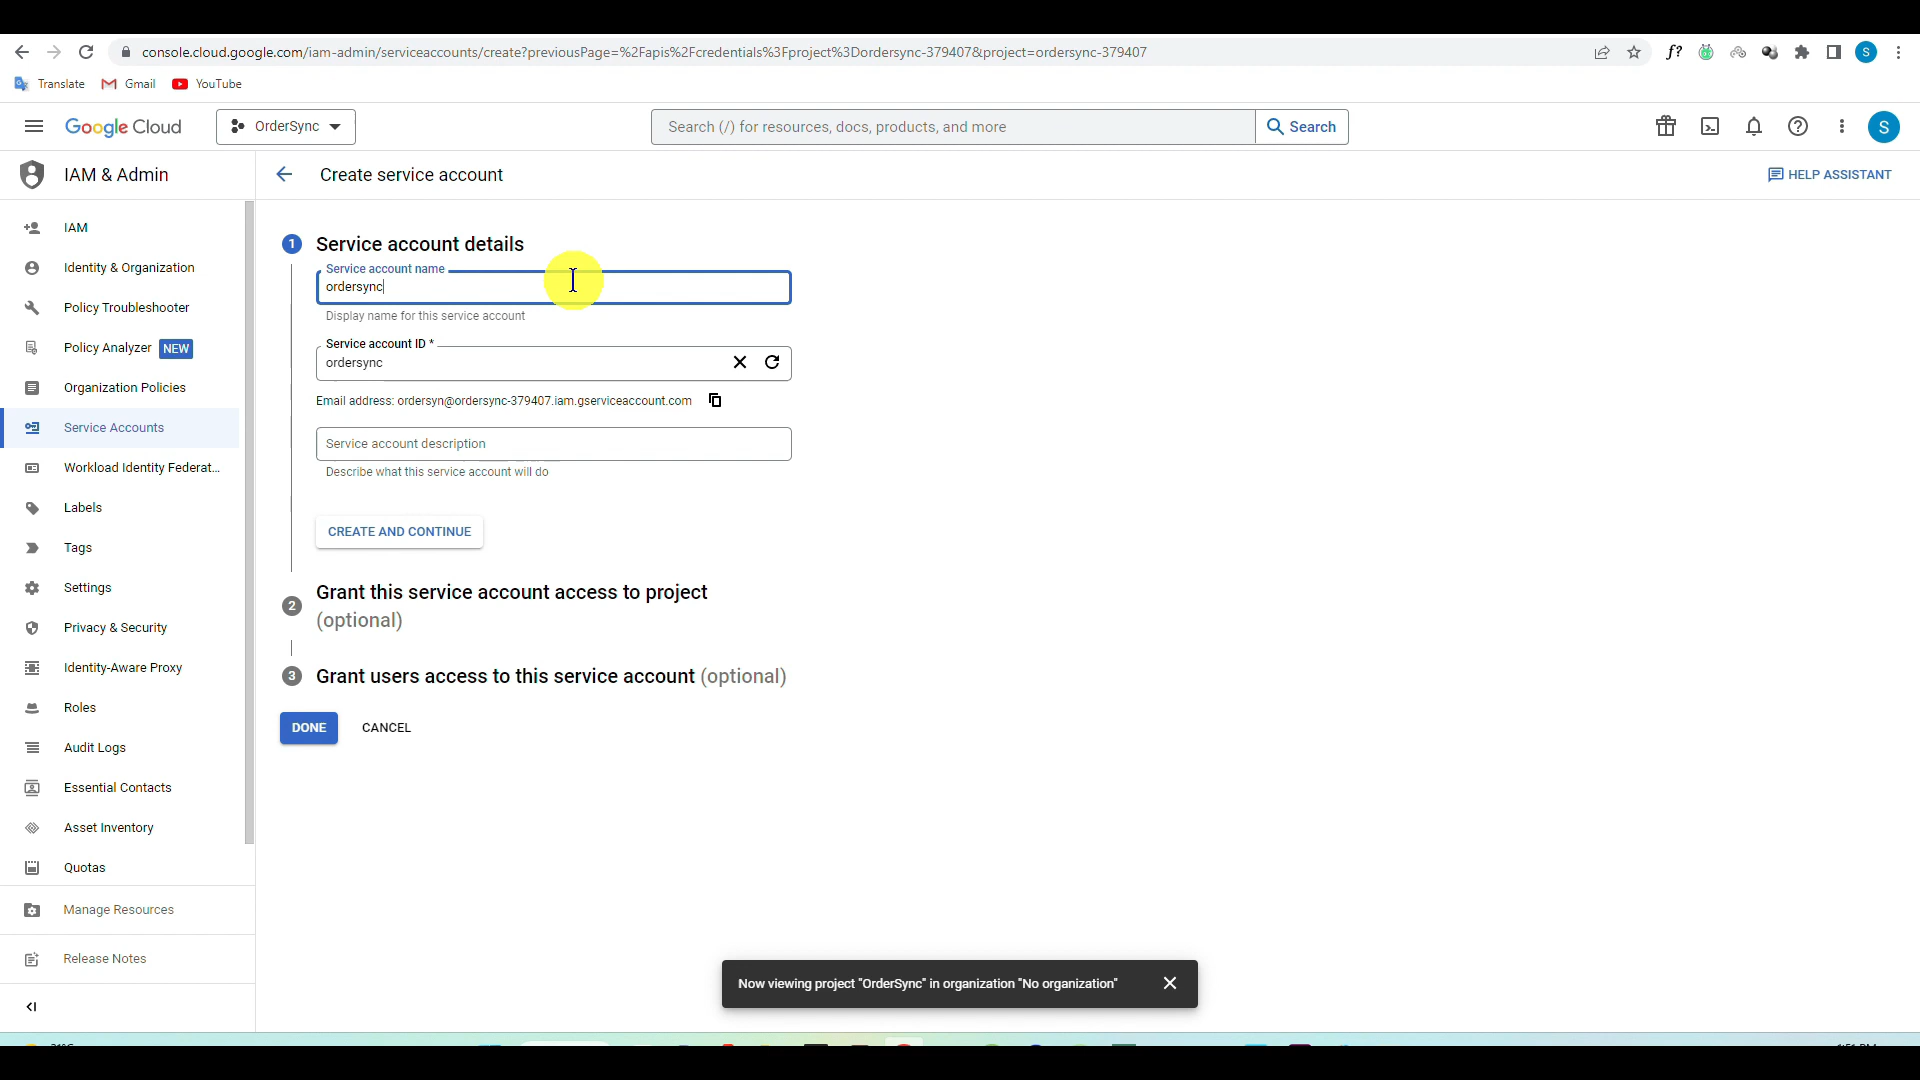 console.cloud.google.com/iam-admin/serviceaccounts/create?previousPage=%2Fapis%2Fcredentials%3Fproject%3Dordersync-379407&project=ordersync-379407
f?
S
Translate
Gmail
YouTube
Google Cloud
OrderSync
Search (/) for resources, docs, products, and more
Search
S
IAM & Admin
Create service account
HELP ASSISTANT
IAM
Identity & Organization
Policy Troubleshooter
Policy Analyzer NEW
Organization Policies
Service Accounts
Workload Identity Federat...
Labels
Tags
Settings
Privacy & Security
Identity-Aware Proxy
Roles
Audit Logs
Essential Contacts
Asset Inventory
Quotas
Manage Resources
Release Notes
1 Service account details
Service account name
ordersync
Display name for this service account
Service account ID *
ordersync
Email address: ordersyn@ordersync-379407.iam.gserviceaccount.com
Service account description
Describe what this service account will do
CREATE AND CONTINUE
2 Grant this service account access to project
(optional)
3 Grant users access to this service account (optional)
DONE
CANCEL
Now viewing project "OrderSync" in organization "No organization"